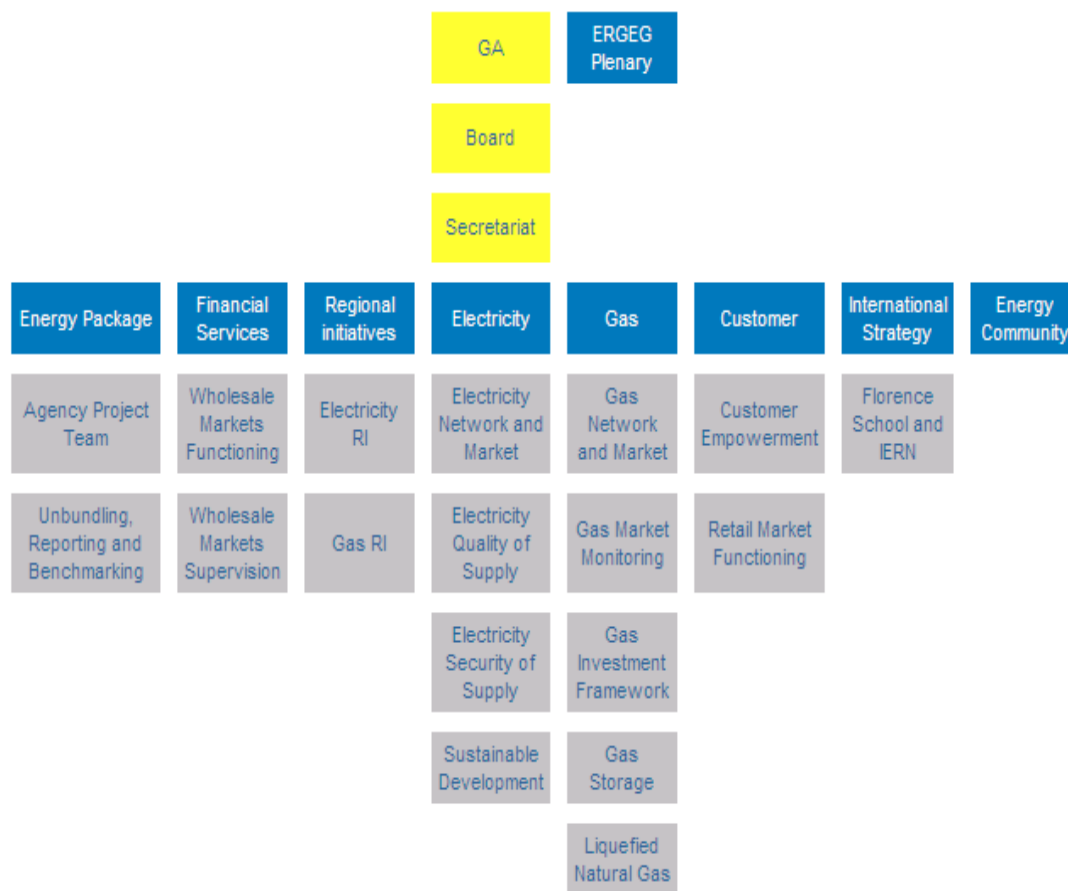 GA
ERGEG
Plenary
Board
Secretariat
Energy Package
Financial
Services
Regional
initiatives
Electricity
Gas
Customer
International
Strategy
Energy
Community
Agency Project
Team
Wholesale
Markets
Functioning
Electricity
RI
Electricity
Network and
Market
Gas
Network
and Market
Customer
Empowerment
Florence
School and
IERN
Unbundling,
Reporting and
Benchmarking
Wholesale
Markets
Supervision
Gas RI
Electricity
Quality of
Supply
Gas Market
Monitoring
Retail Market
Functioning
Electricity
Security of
Supply
Gas
Investment
Framework
Sustainable
Development
Gas
Storage
Liquefied
Natural Gas